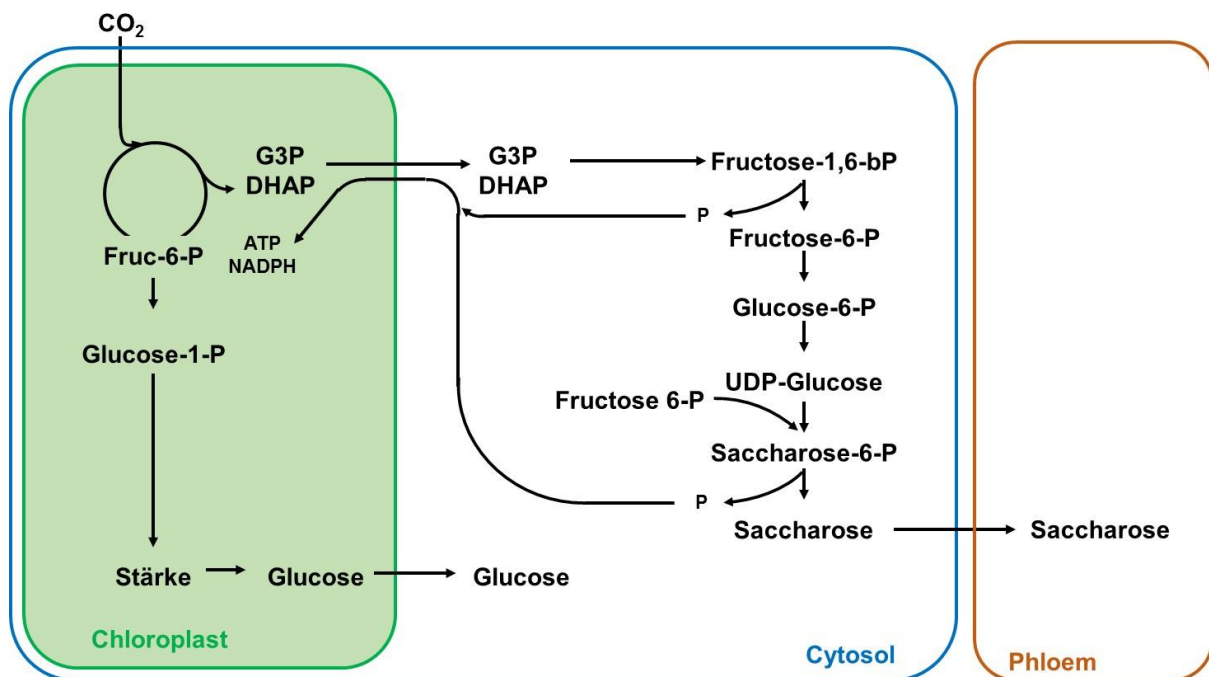 CO₂
G3P
DHAP
G3P
DHAP
Fructose-1,6-bP
P
ATP
NADPH
Fruc-6-P
Fructose-6-P
Glucose-6-P
Glucose-1-P
UDP-Glucose
Fructose 6-P
Saccharose-6-P
P
Saccharose
Saccharose
Stärke
Glucose
Glucose
Chloroplast
Cytosol
Phloem